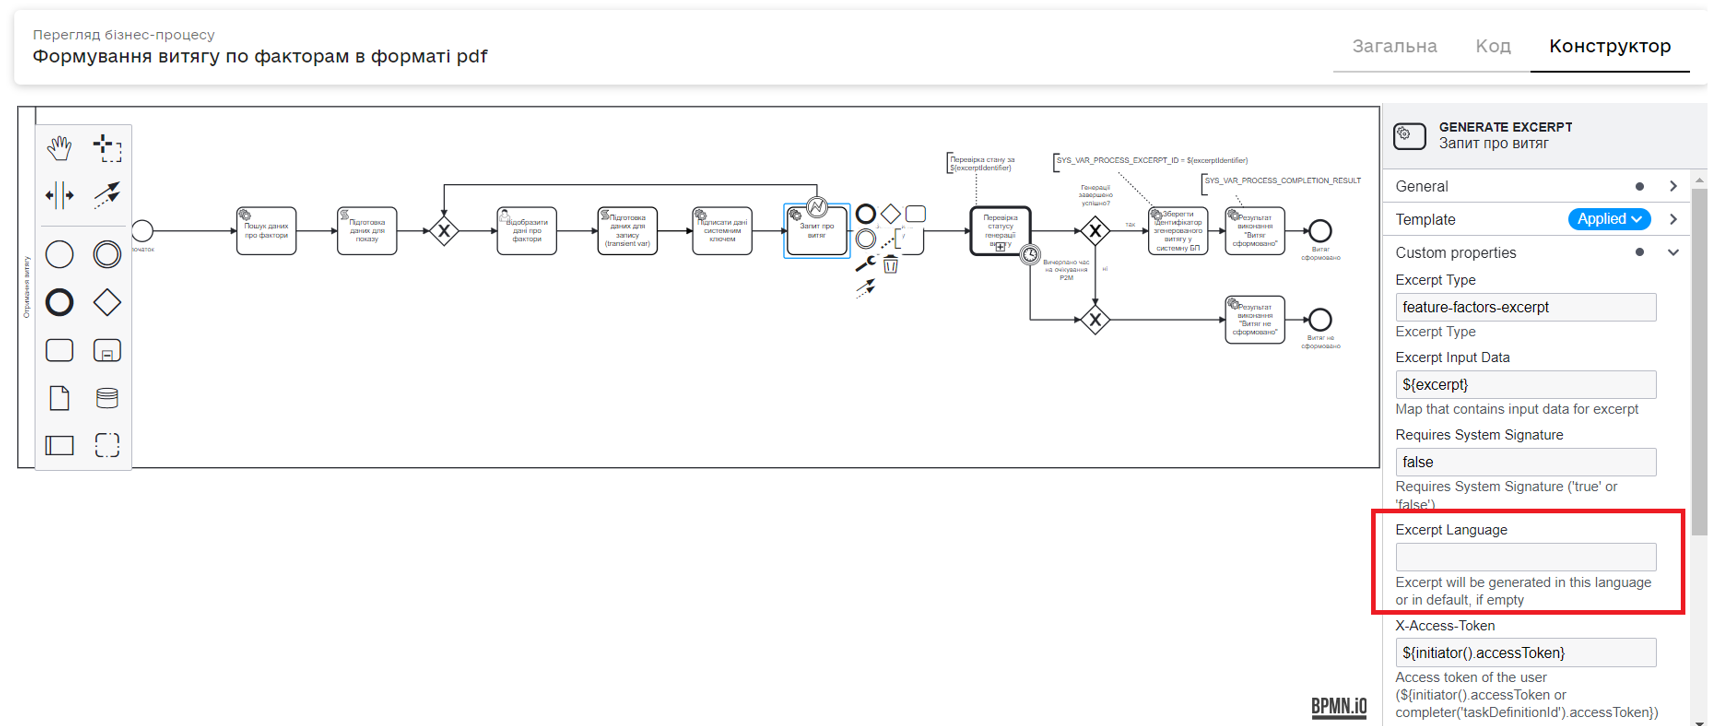 Перегляд бізнес-процесу
Формування витягу по факторам в форматі pdf
Загальна
Код
Конструктор
Отримання витягу
початок
Пошук даних
про фактори
Підготовка
даних для
показу
Відобразити
дані про
фактори
Підготовка
даних для
запису
(transient var)
Підписати дані
системним
ключем
Запит про
витяг
Перевірка стану за
${excerptIdentifier}
Перевірка
статусу
генерації
витягу
Вичерпано час
на очікування
P2M
Генерації
завершено
успішно?
так
ні
SYS_VAR_PROCESS_EXCERPT_ID = ${excerptIdentifier}
SYS_VAR_PROCESS_COMPLETION_RESULT
Зберегти
ідентифікатор
згенерованого
витягу у
системну БП
Результат
виконання
"Витяг
сформовано"
Витяг
сформовано
Результат
виконання
"Витяг не
сформовано"
Витяг не
сформовано
BPMN.iO
GENERATE EXCERPT
Запит про витяг
General
Template
Applied
Custom properties
Excerpt Type
feature-factors-excerpt
Excerpt Type
Excerpt Input Data
${excerpt}
Map that contains input data for excerpt
Requires System Signature
false
Requires System Signature ('true' or
'false')
Excerpt Language
Excerpt will be generated in this language
or in default, if empty
X-Access-Token
${initiator().accessToken}
Access token of the user
(${initiator().accessToken or
completer('taskDefinitionId').accessToken})